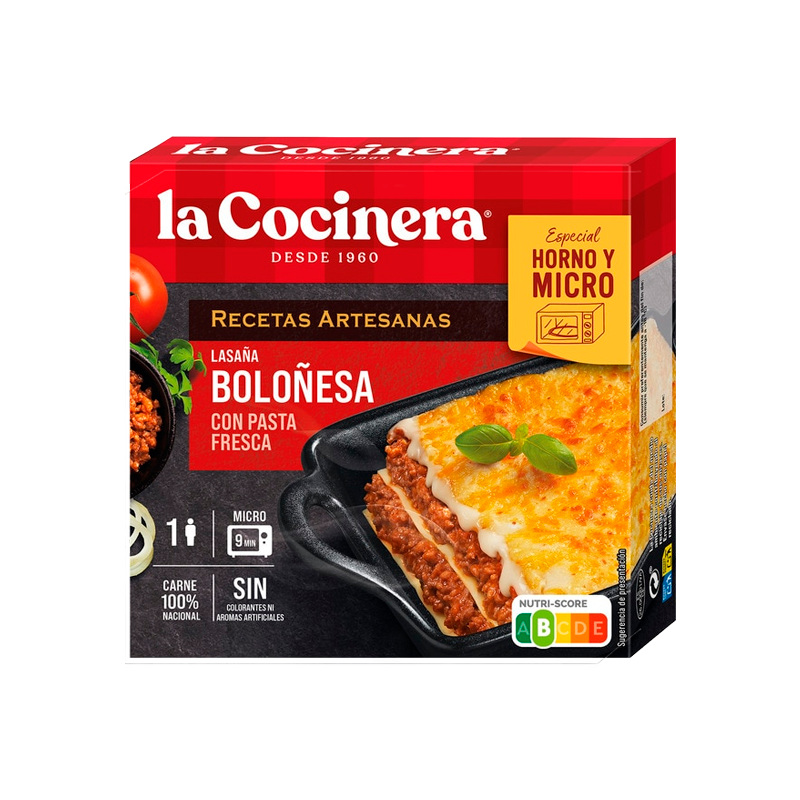 la Cocinera
DESDE 1960
la Cocinera®
DESDE 1960
Especial
HORNO Y
MICRO
RECETAS ARTESANAS
LASAÑA
BOLOÑESA
CON PASTA
FRESCA
1
MICRO
9 MIN
CARNE
100%
NACIONAL
SIN
COLORANTES NI
AROMAS ARTIFICIALES
NUTRI-SCORE
A B C D E
Sugerencia de presentación
Lote: